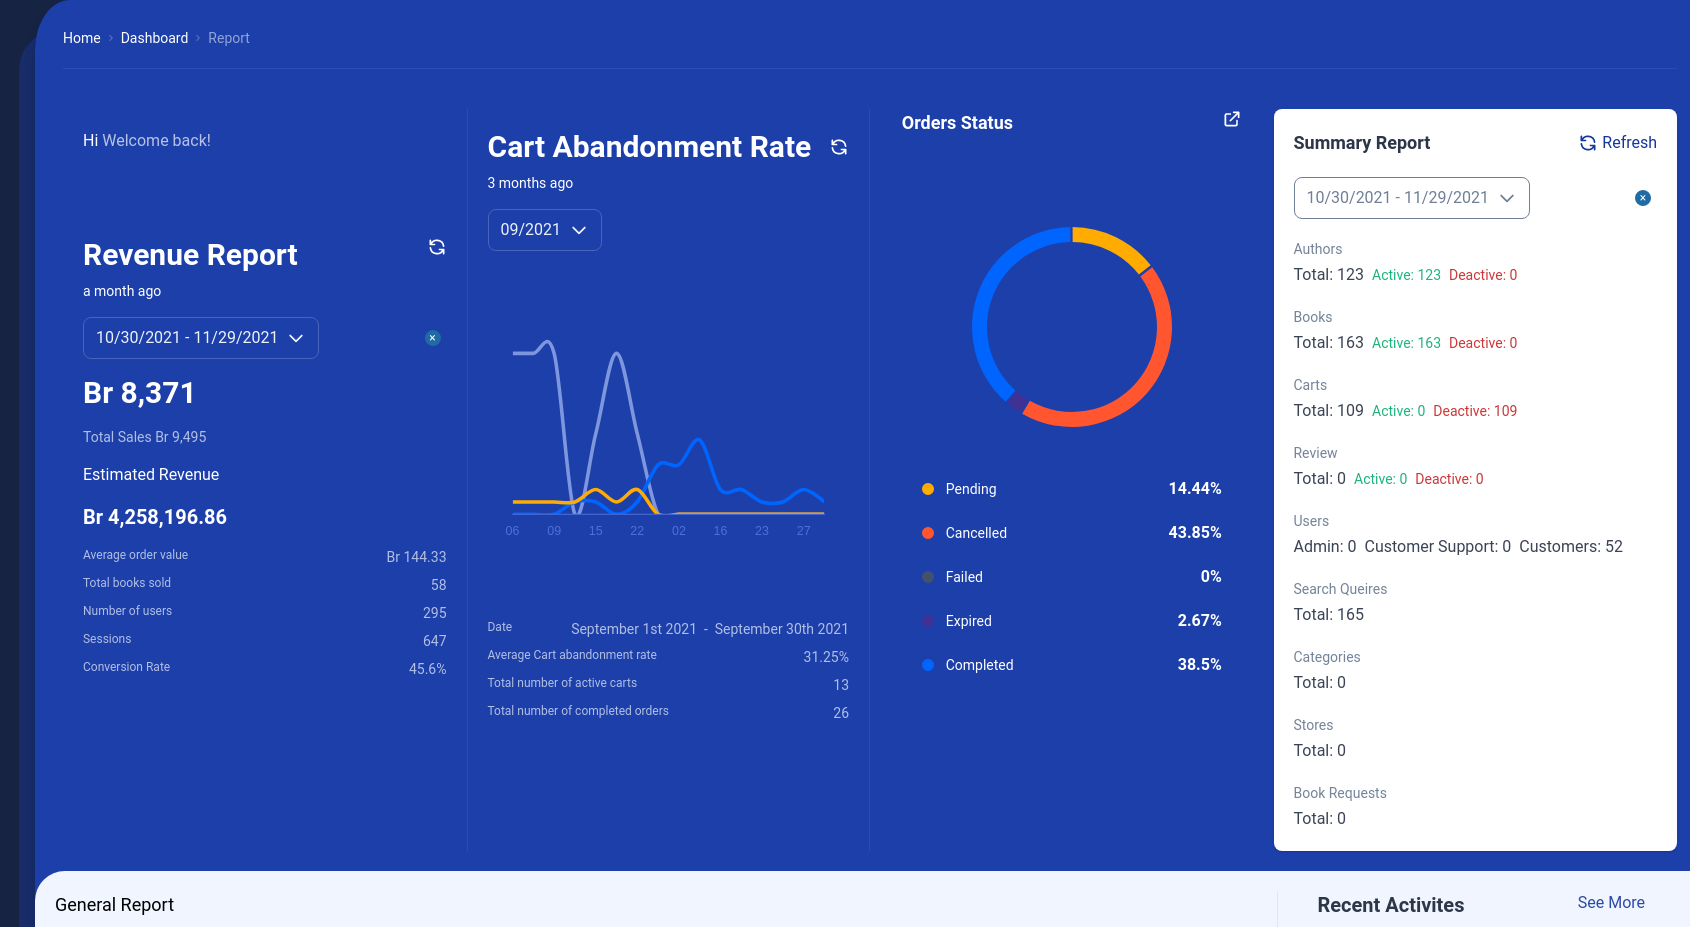 Home › Dashboard › Report
Hi Welcome back!
Revenue Report
a month ago
10/30/2021 - 11/29/2021
Br 8,371
Total Sales Br 9,495
Estimated Revenue
Br 4,258,196.86
Average order value Br 144.33
Total books sold 58
Number of users 295
Sessions 647
Conversion Rate 45.6%
Cart Abandonment Rate
3 months ago
09/2021
06 09 15 22 02 16 23 27
Date September 1st 2021 - September 30th 2021
Average Cart abandonment rate 31.25%
Total number of active carts 13
Total number of completed orders 26
Orders Status
Pending 14.44%
Cancelled 43.85%
Failed 0%
Expired 2.67%
Completed 38.5%
Summary Report Refresh
10/30/2021 - 11/29/2021
Authors
Total: 123 Active: 123 Deactive: 0
Books
Total: 163 Active: 163 Deactive: 0
Carts
Total: 109 Active: 0 Deactive: 109
Review
Total: 0 Active: 0 Deactive: 0
Users
Admin: 0 Customer Support: 0 Customers: 52
Search Queires
Total: 165
Categories
Total: 0
Stores
Total: 0
Book Requests
Total: 0
General Report
Recent Activites See More